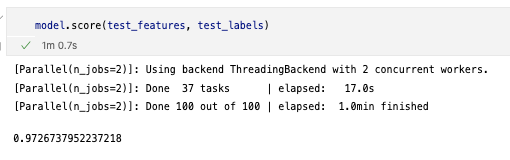 model.score(test_features, test_labels)
1m 0.7s
[Parallel(n_jobs=2)]: Using backend ThreadingBackend with 2 concurrent workers.
[Parallel(n_jobs=2)]: Done  37 tasks      | elapsed:   17.0s
[Parallel(n_jobs=2)]: Done 100 out of 100 | elapsed:  1.0min finished
0.9726737952237218